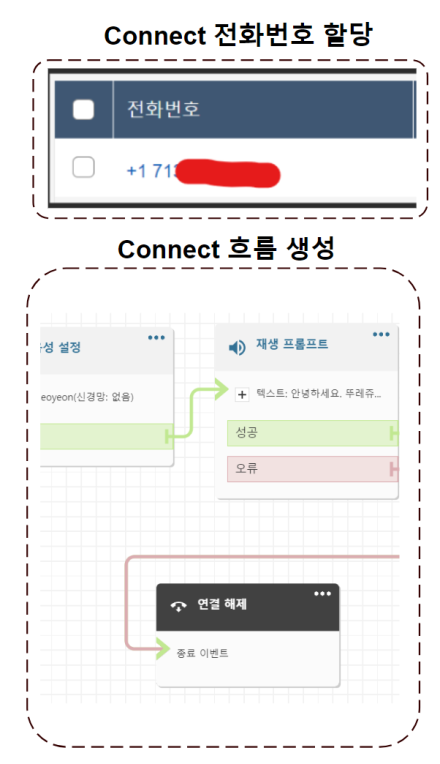 Connect 전화번호 할당
전화번호
+1 713
Connect 흐름 생성
성 설정
재생 프롬프트
eoyeon(신경망: 없음)
텍스트: 안녕하세요. 뚜레쥬...
성공
오류
연결 해제
종료 이벤트